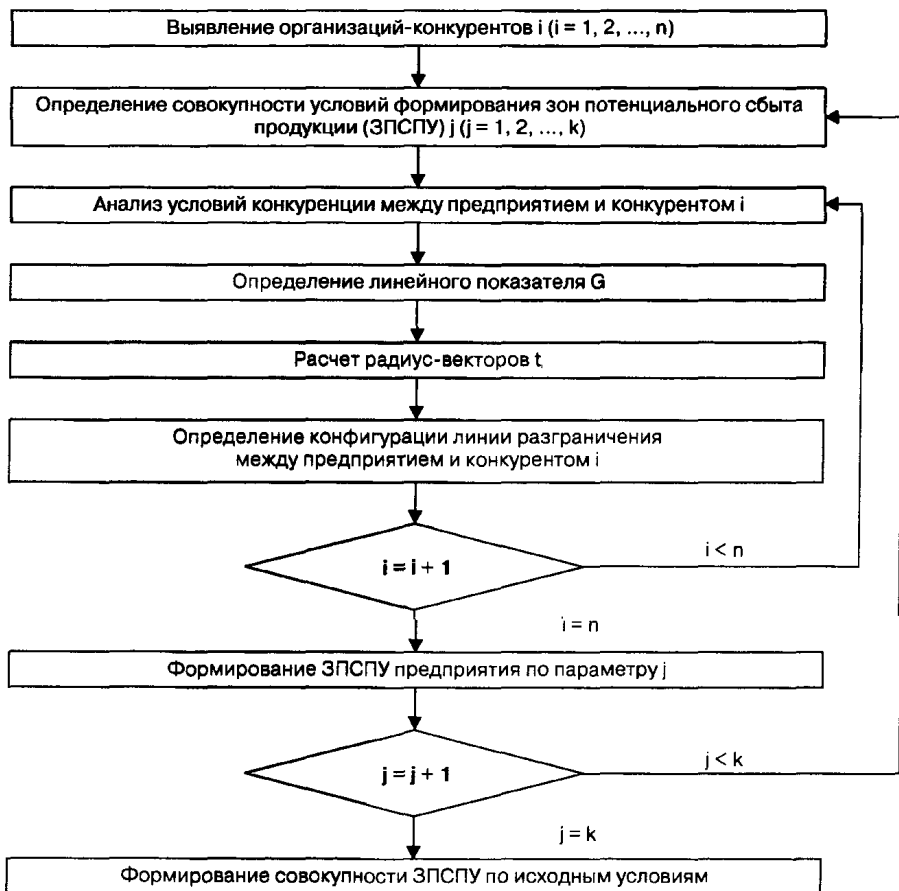 Выявление организаций-конкурентов i (i = 1, 2, ..., n)
Определение совокупности условий формирования зон потенциального сбыта
продукции (ЗПСПУ) j (j = 1, 2, ..., k)
Анализ условий конкуренции между предприятием и конкурентом i
Определение линейного показателя G
Расчет радиус-векторов t
Определение конфигурации линии разграничения
между предприятием и конкурентом i
i = i + 1
i < n
i = n
Формирование ЗПСПУ предприятия по параметру j
j = j + 1
j < k
j = k
Формирование совокупности ЗПСПУ по исходным условиям